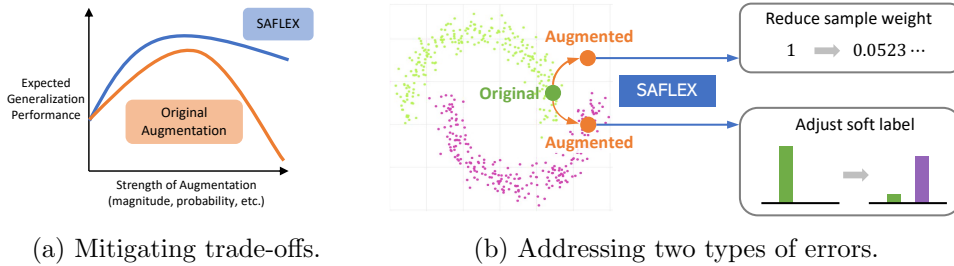 SAFLEX
Expected
Generalization
Performance
Original
Augmentation
Strength of Augmentation
(magnitude, probability, etc.)
(a) Mitigating trade-offs.
Augmented
Original
SAFLEX
Augmented
Reduce sample weight
1 0.0523 ···
Adjust soft label
(b) Addressing two types of errors.